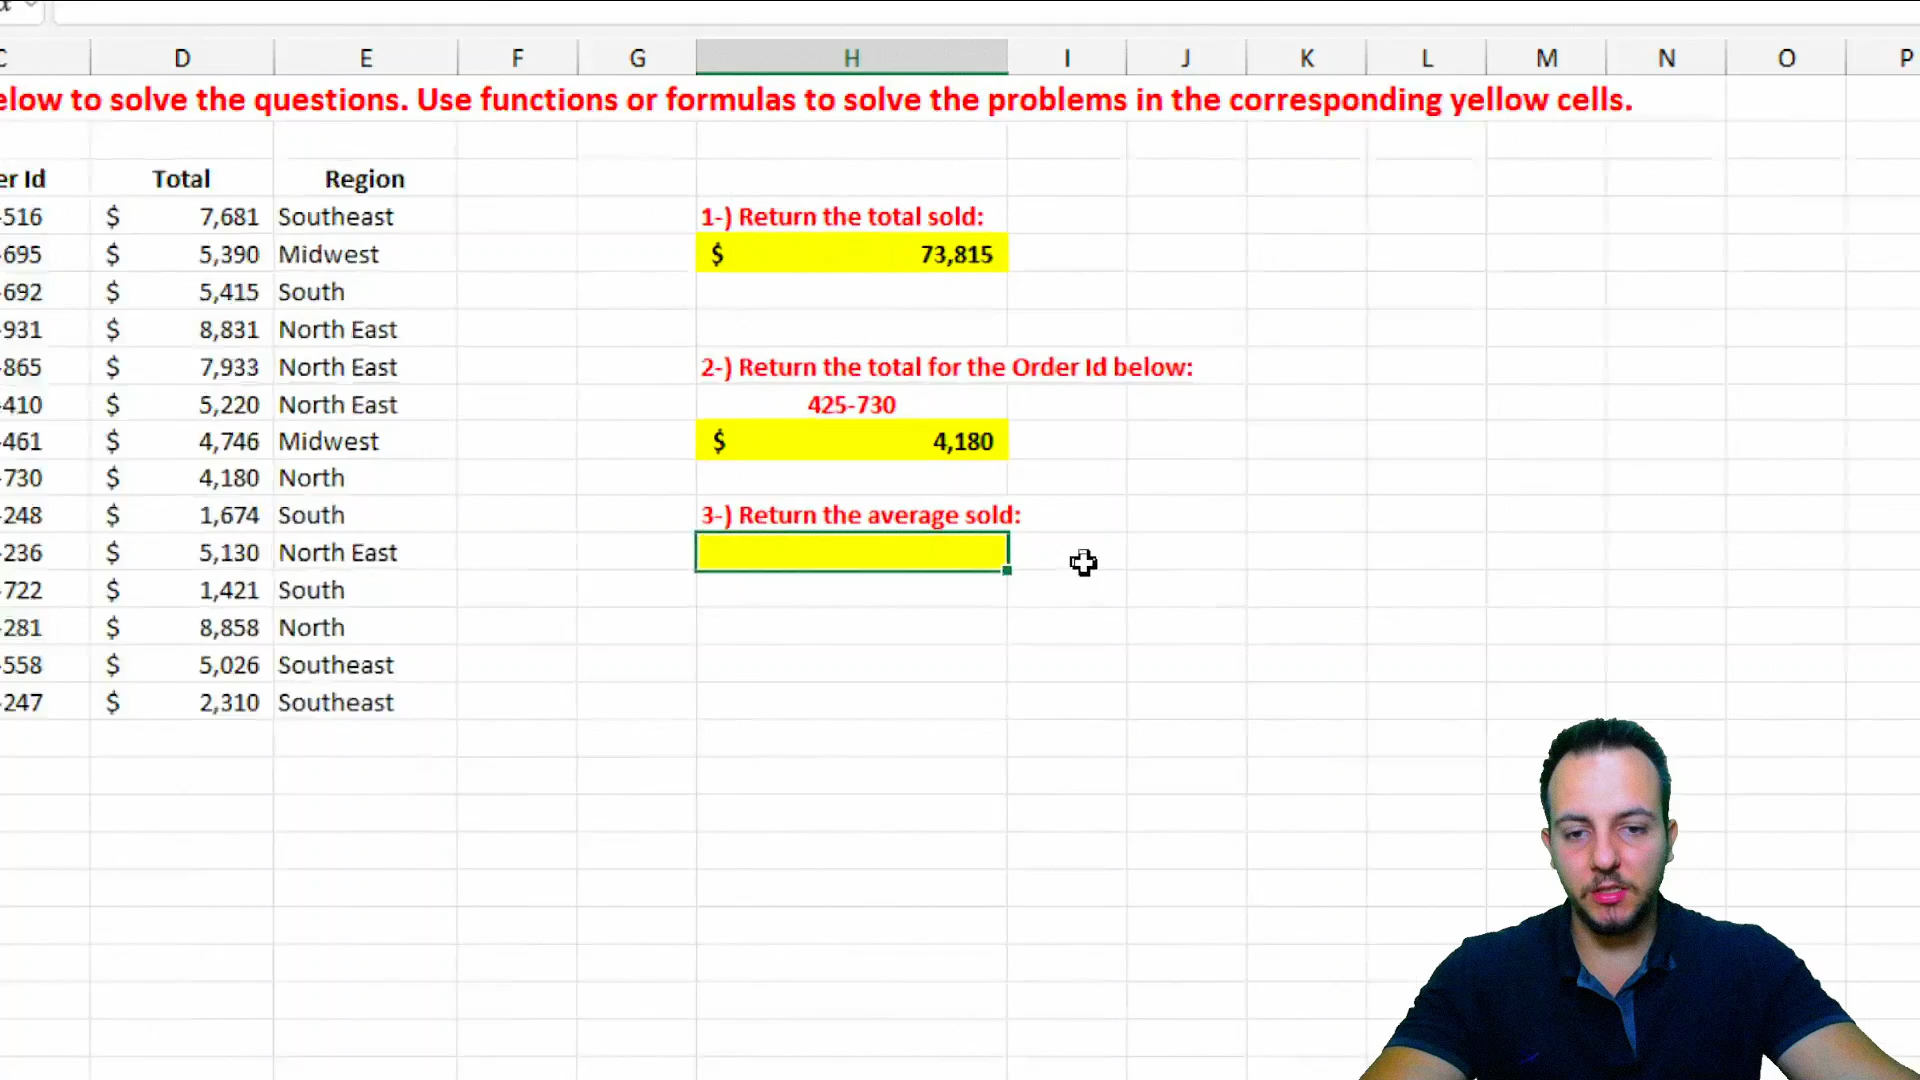 C D E F G H I J K L M N O P
elow to solve the questions. Use functions or formulas to solve the problems in the corresponding yellow cells.
er Id Total Region
-516 $ 7,681 Southeast 1-) Return the total sold:
-695 $ 5,390 Midwest $ 73,815
-692 $ 5,415 South
-931 $ 8,831 North East
-865 $ 7,933 North East 2-) Return the total for the Order Id below:
-410 $ 5,220 North East 425-730
-461 $ 4,746 Midwest $ 4,180
-730 $ 4,180 North
-248 $ 1,674 South 3-) Return the average sold:
-236 $ 5,130 North East
-722 $ 1,421 South
-281 $ 8,858 North
-558 $ 5,026 Southeast
-247 $ 2,310 Southeast